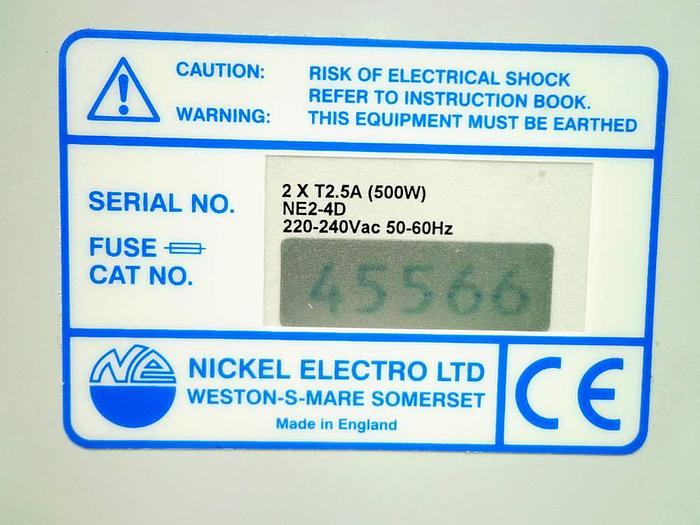 CAUTION: RISK OF ELECTRICAL SHOCK
REFER TO INSTRUCTION BOOK.
WARNING: THIS EQUIPMENT MUST BE EARTHED
SERIAL NO.
FUSE
CAT NO.
2 X T2.5A (500W)
NE2-4D
220-240Vac 50-60Hz
45566
Ne
NICKEL ELECTRO LTD
WESTON-S-MARE SOMERSET
Made in England
CE